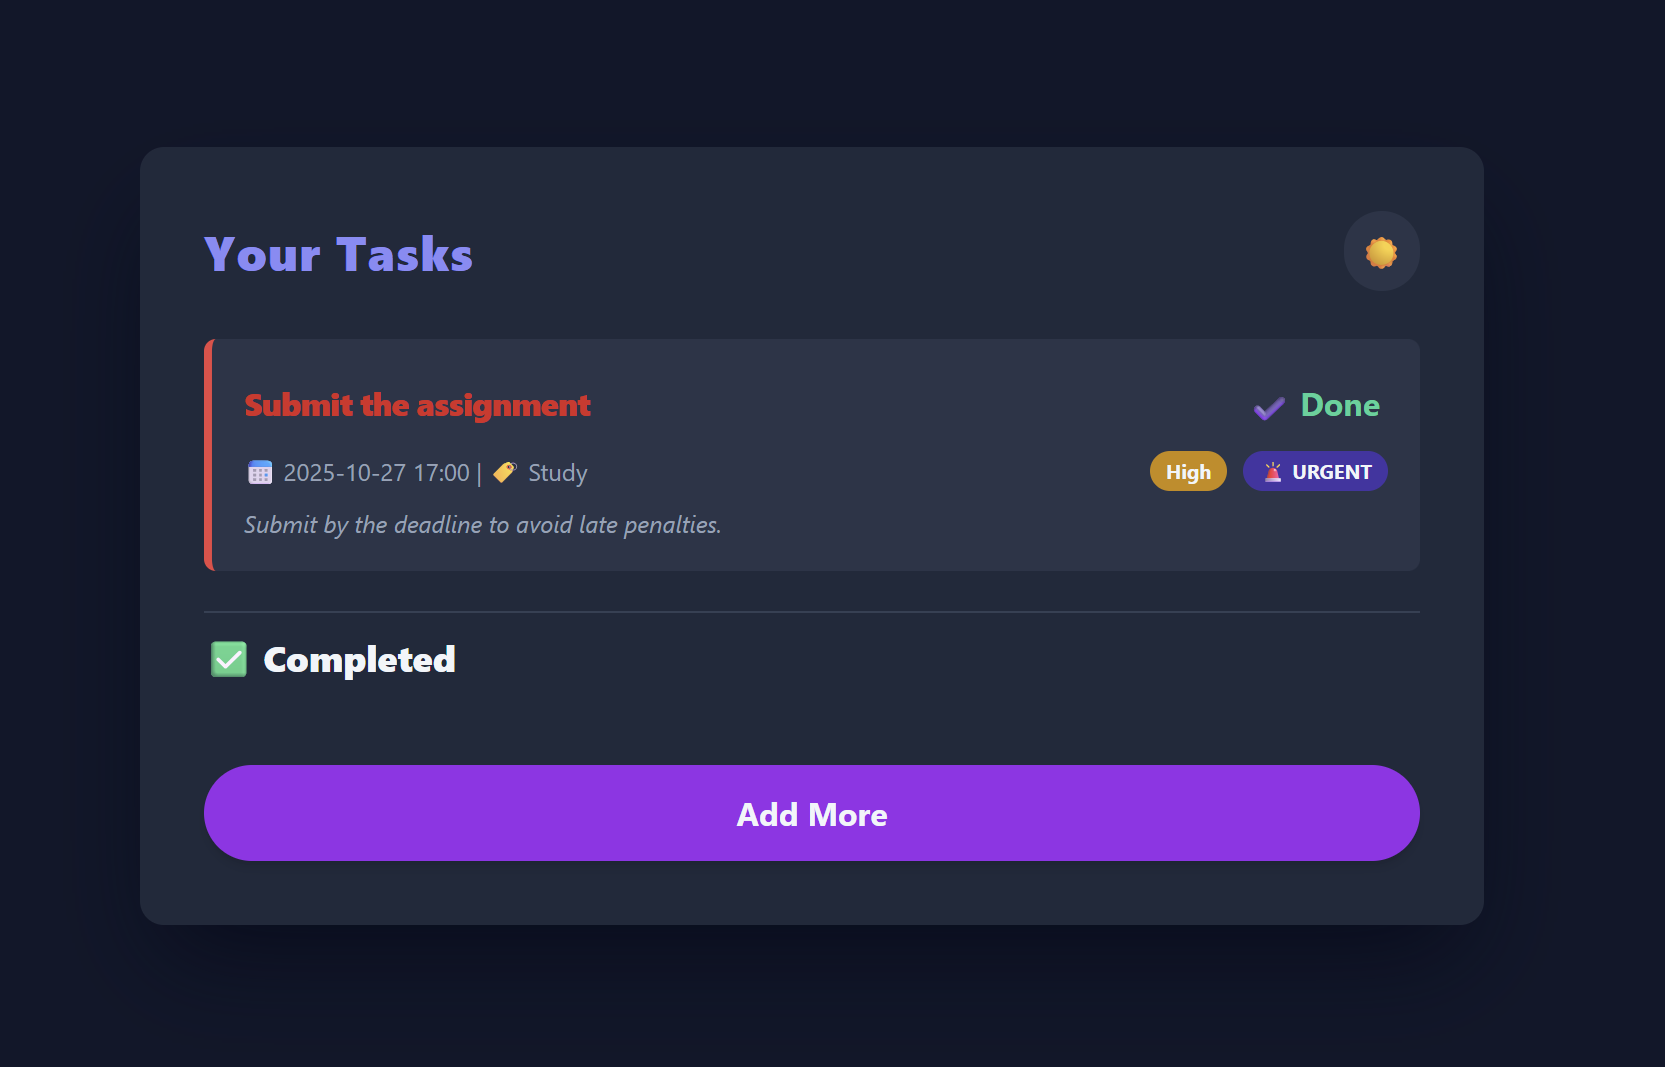 Your Tasks
Submit the assignment
Done
2025-10-27 17:00 | Study
High
URGENT
Submit by the deadline to avoid late penalties.
Completed
Add More